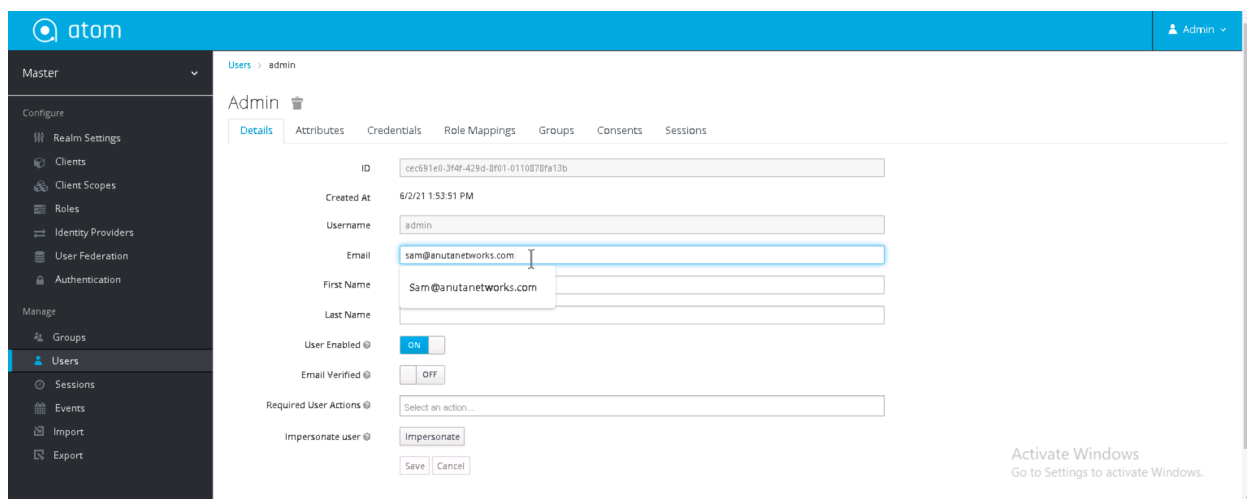 atom
Admin
Master
Configure
Realm Settings
Clients
Client Scopes
Roles
Identity Providers
User Federation
Authentication
Manage
Groups
Users
Sessions
Events
Import
Export
Users > admin
Admin
Details Attributes Credentials Role Mappings Groups Consents Sessions
ID cec691e0-3f4f-429d-8f01-0110878fa13b
Created At 6/2/21 1:53:51 PM
Username admin
Email sam@anutanetworks.com
Sam@anutanetworks.com
First Name
Last Name
User Enabled ON
Email Verified OFF
Required User Actions Select an action...
Impersonate user Impersonate
Save Cancel
Activate Windows
Go to Settings to activate Windows.